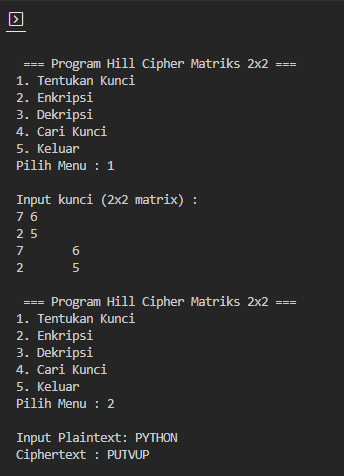 === Program Hill Cipher Matriks 2x2 ===
1. Tentukan Kunci
2. Enkripsi
3. Dekripsi
4. Cari Kunci
5. Keluar
Pilih Menu : 1
Input kunci (2x2 matrix) :
7 6
2 5
7 6
2 5
=== Program Hill Cipher Matriks 2x2 ===
1. Tentukan Kunci
2. Enkripsi
3. Dekripsi
4. Cari Kunci
5. Keluar
Pilih Menu : 2
Input Plaintext: PYTHON
Ciphertext : PUTVUP